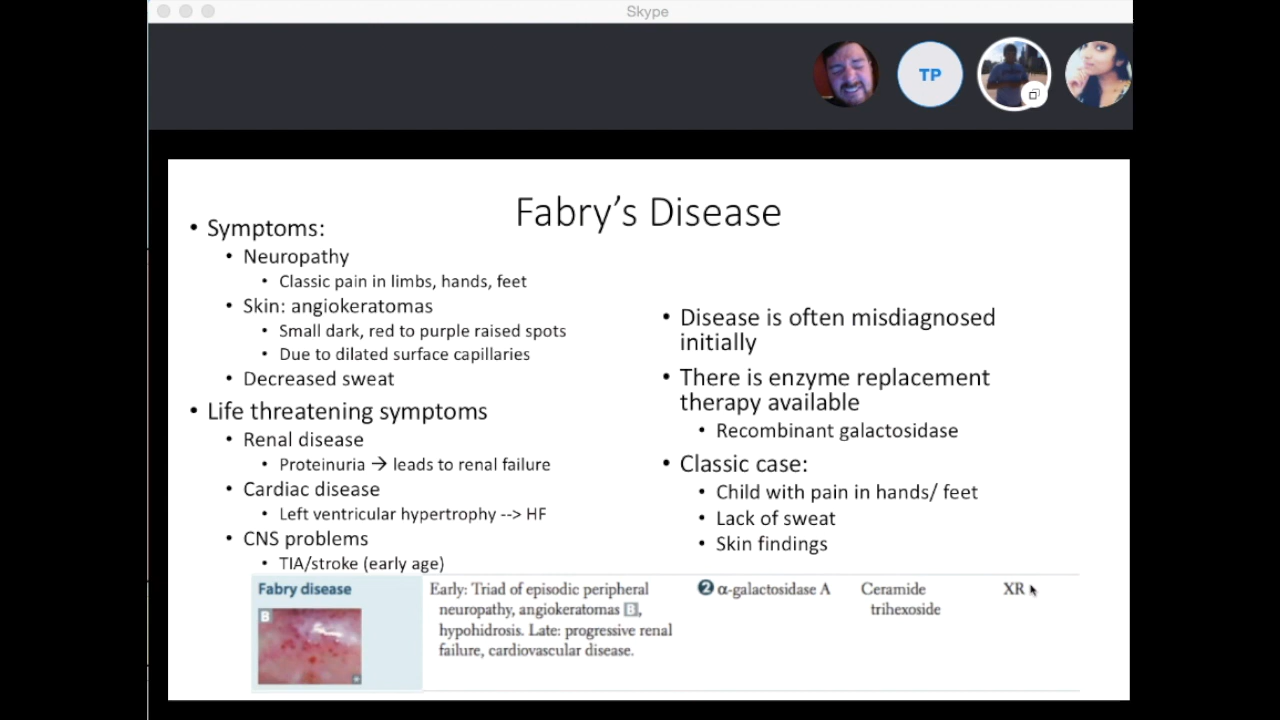 Skype
TP
Fabry's Disease
• Symptoms:
• Neuropathy
• Classic pain in limbs, hands, feet
• Skin: angiokeratomas
• Small dark, red to purple raised spots
• Due to dilated surface capillaries
• Decreased sweat
• Life threatening symptoms
• Renal disease
• Proteinuria → leads to renal failure
• Cardiac disease
• Left ventricular hypertrophy --> HF
• CNS problems
• TIA/stroke (early age)
• Disease is often misdiagnosed
initially
• There is enzyme replacement
therapy available
• Recombinant galactosidase
• Classic case:
• Child with pain in hands/ feet
• Lack of sweat
• Skin findings
Fabry disease
B
Early: Triad of episodic peripheral
neuropathy, angiokeratomas B,
hypohidrosis. Late: progressive renal
failure, cardiovascular disease.
❷ α-galactosidase A
Ceramide
trihexoside
XR